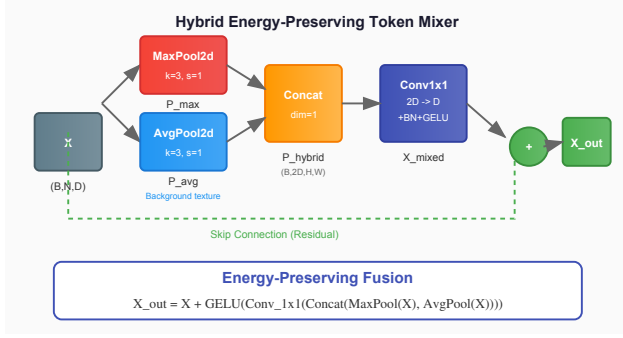 Hybrid Energy-Preserving Token Mixer
MaxPool2d
k=3, s=1
P_max
X
(B,N,D)
AvgPool2d
k=3, s=1
P_avg
Background texture
Concat
dim=1
P_hybrid
(B,2D,H,W)
Conv1x1
2D -> D
+BN+GELU
X_mixed
+
X_out
Skip Connection (Residual)
Energy-Preserving Fusion
X_out = X + GELU(Conv_1x1(Concat(MaxPool(X), AvgPool(X))))